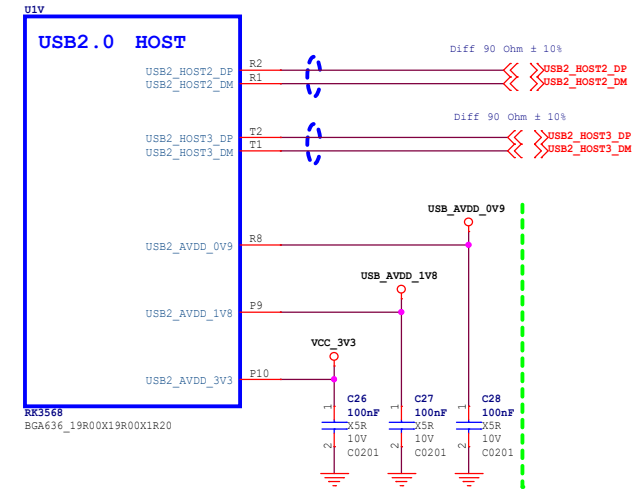 U1V
USB2.0 HOST
Diff 90 Ohm ± 10%
USB2_HOST2_DP R2 USB2_HOST2_DP
USB2_HOST2_DM R1 USB2_HOST2_DM
Diff 90 Ohm ± 10%
USB2_HOST3_DP T2 USB2_HOST3_DP
USB2_HOST3_DM T1 USB2_HOST3_DM
USB_AVDD_0V9
USB2_AVDD_0V9 R8
USB_AVDD_1V8
USB2_AVDD_1V8 P9
VCC_3V3
USB2_AVDD_3V3 P10
C26 C27 C28
1 100nF 1 100nF 1 100nF
X5R X5R X5R
10V 10V 10V
2 C0201 2 C0201 2 C0201
RK3568
BGA636_19R00X19R00X1R20